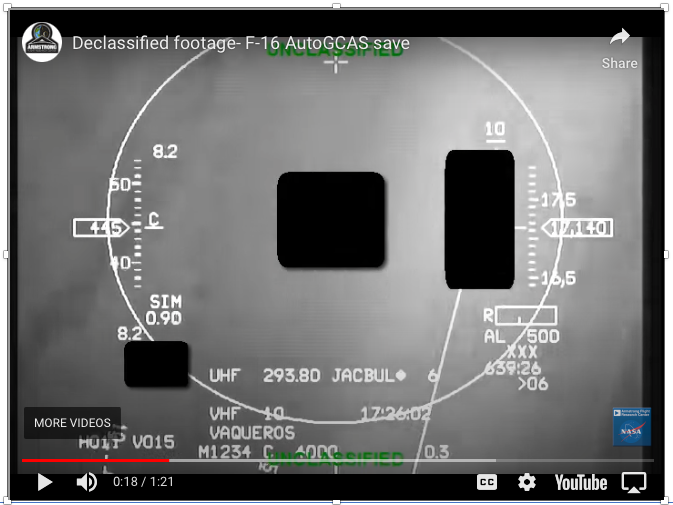 Declassified footage- F-16 AutoGCAS save
UNCLASSIFIED
Share
ARMSTRONG
10
8.2
50
C
17,5
445
17,140
40
16,5
SIM
0.90
R
8.2
AL 500
XXX
UHF 293.80 JACBUL 6
639:26
>06
VHF 10 17:26:02
MORE VIDEOS
VAQUEROS
NASA
V015
M1234 C 4000 0.3
UNCLASSIFIED
0:18 / 1:21
CC
YouTube